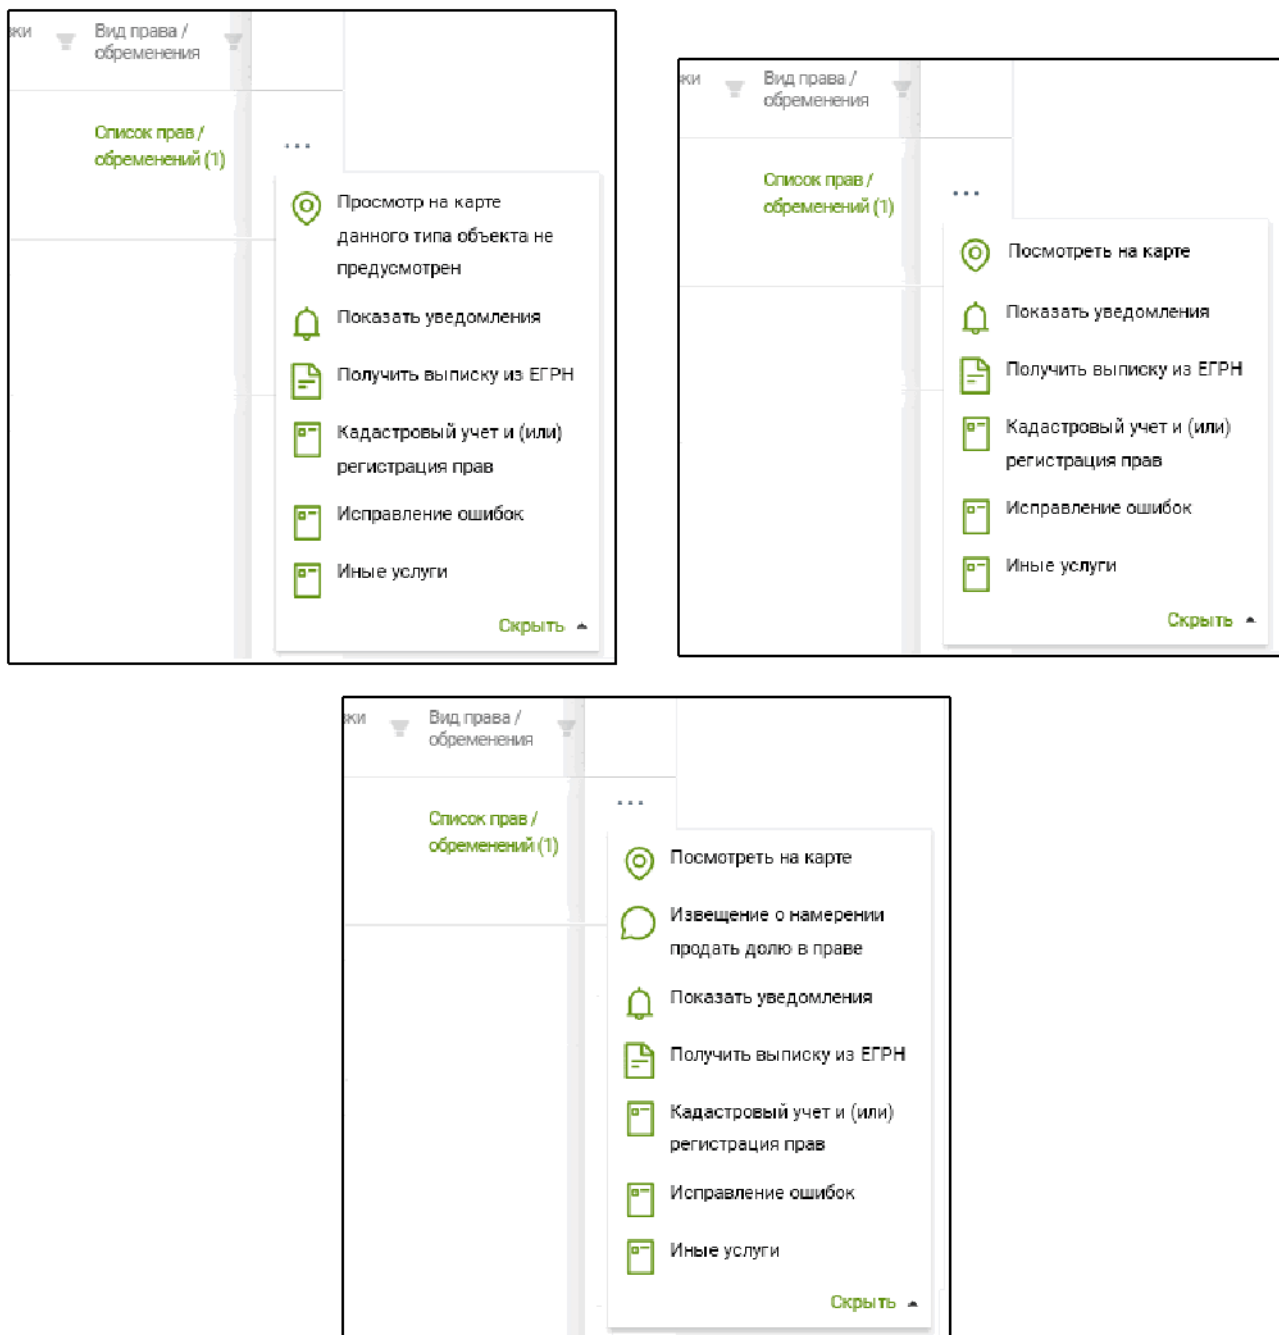 Вид права /
обременения
Список прав /
обременений (1)
Просмотр на карте
данного типа объекта не
предусмотрен
Показать уведомления
Получить выписку из ЕГРН
Кадастровый учет и (или)
регистрация прав
Исправление ошибок
Иные услуги
Скрыть
Вид права /
обременения
Список прав /
обременений (1)
Посмотреть на карте
Показать уведомления
Получить выписку из ЕГРН
Кадастровый учет и (или)
регистрация прав
Исправление ошибок
Иные услуги
Скрыть
Вид права /
обременения
Список прав /
обременений (1)
Посмотреть на карте
Извещение о намерении
продать долю в праве
Показать уведомления
Получить выписку из ЕГРН
Кадастровый учет и (или)
регистрация прав
Исправление ошибок
Иные услуги
Скрыть